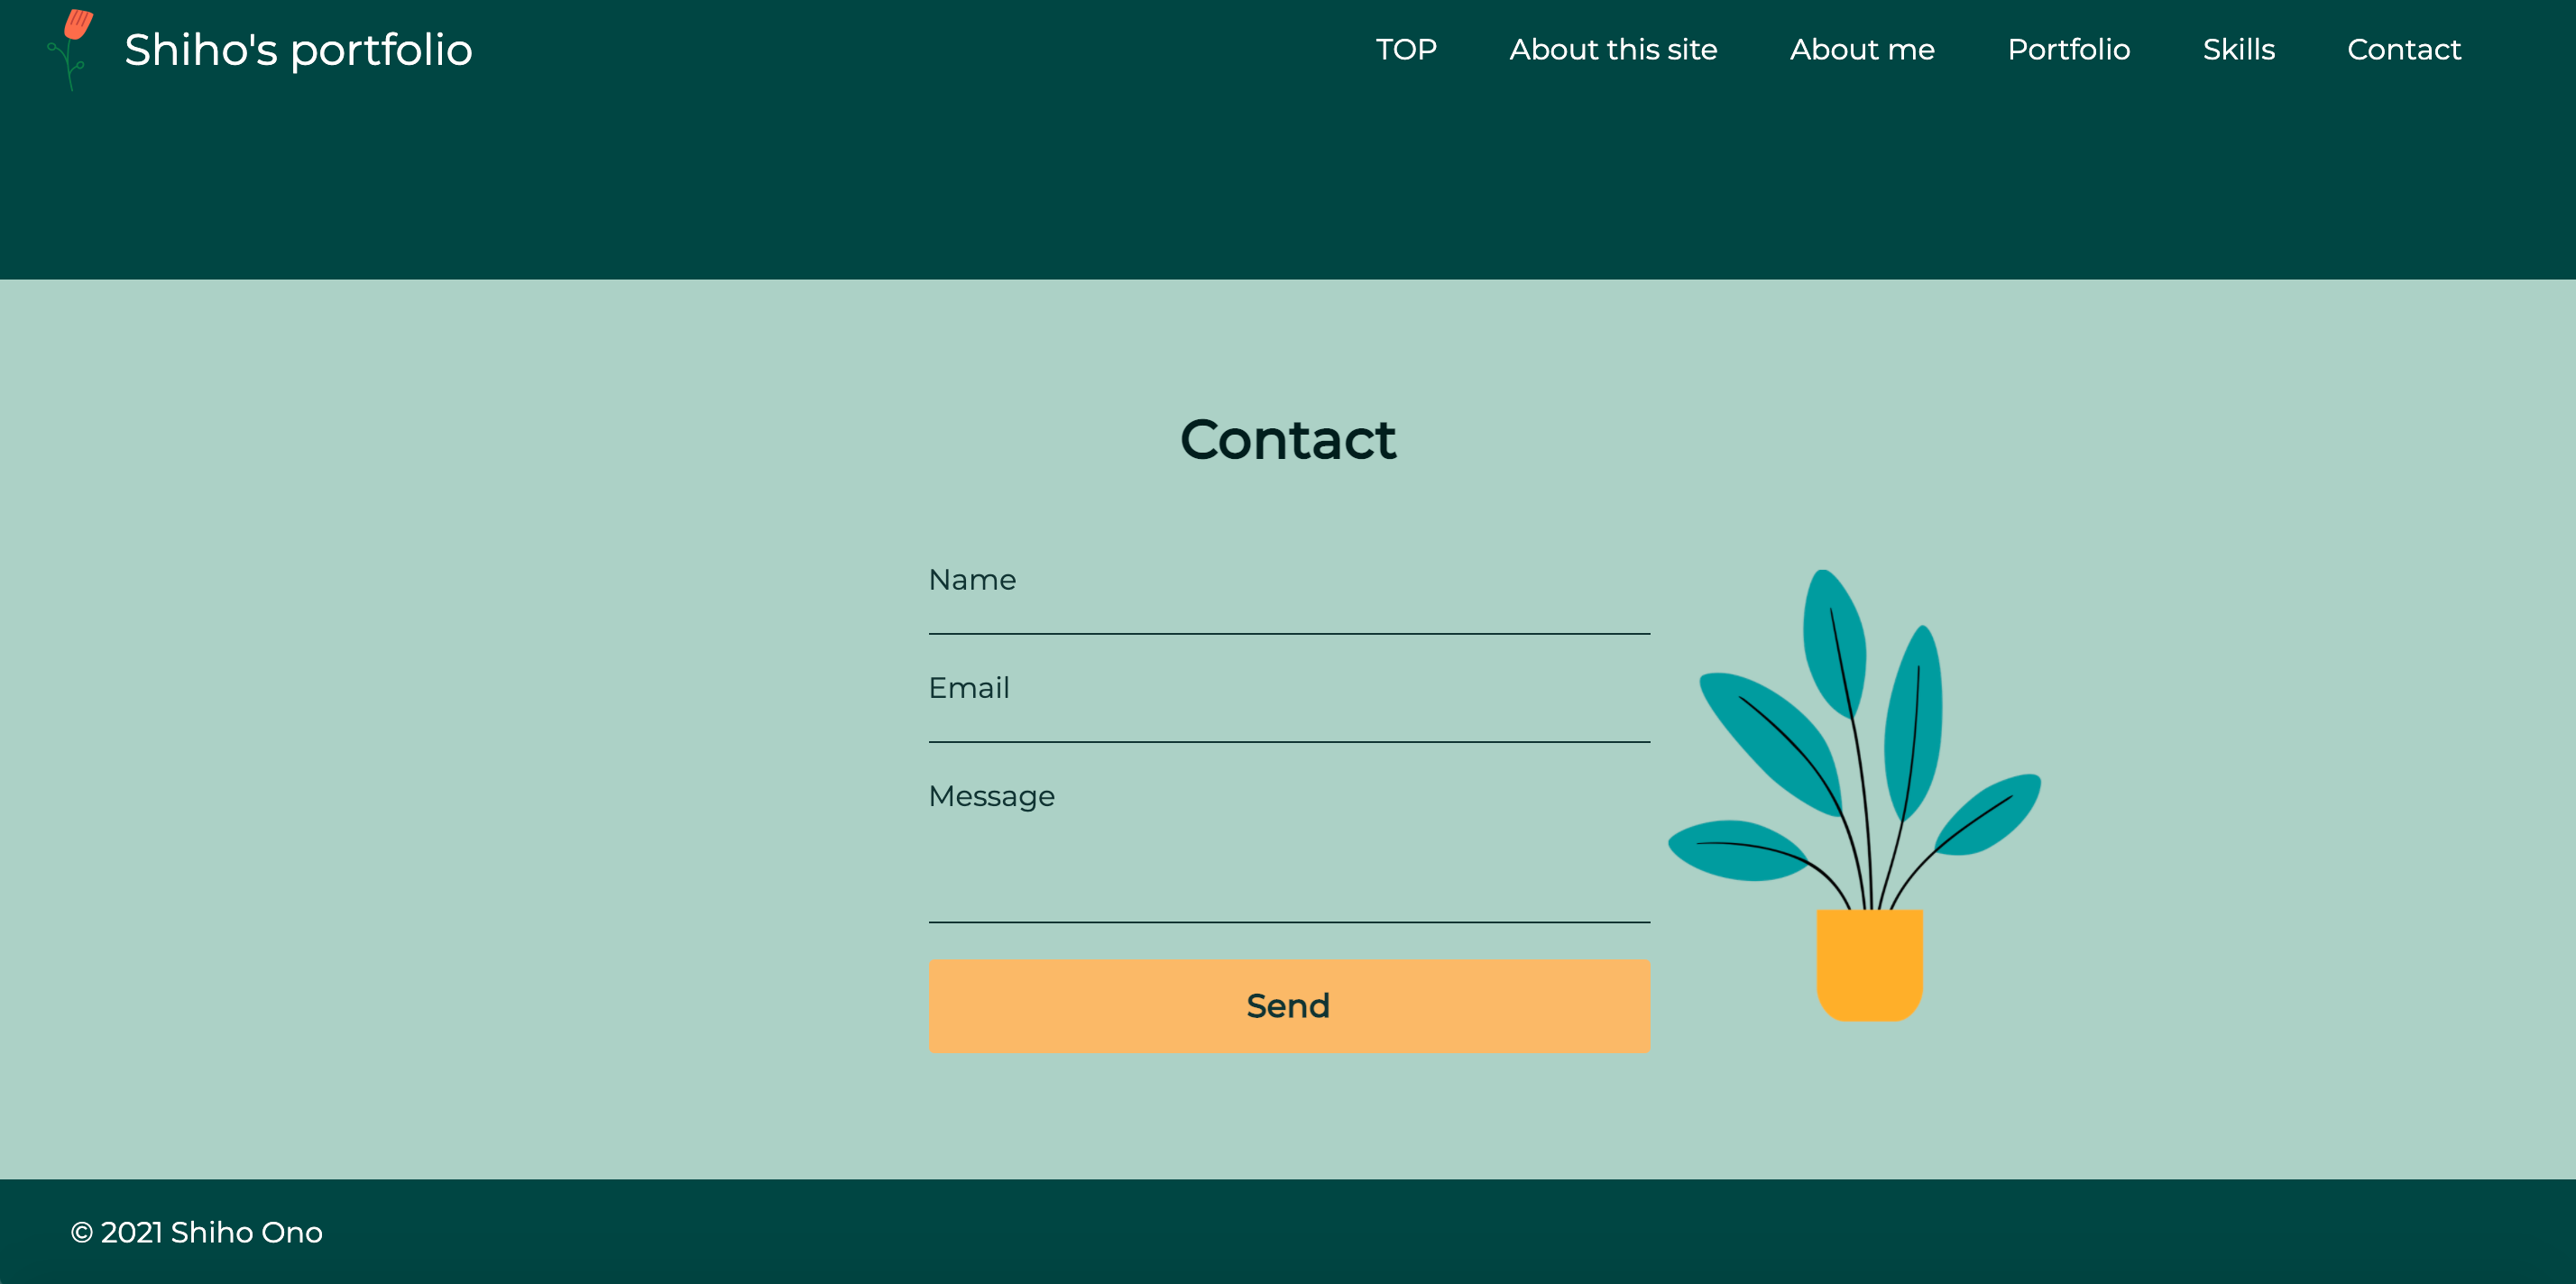 Shiho's portfolio
TOP About this site About me Portfolio Skills Contact
Contact
Name
Email
Message
Send
© 2021 Shiho Ono